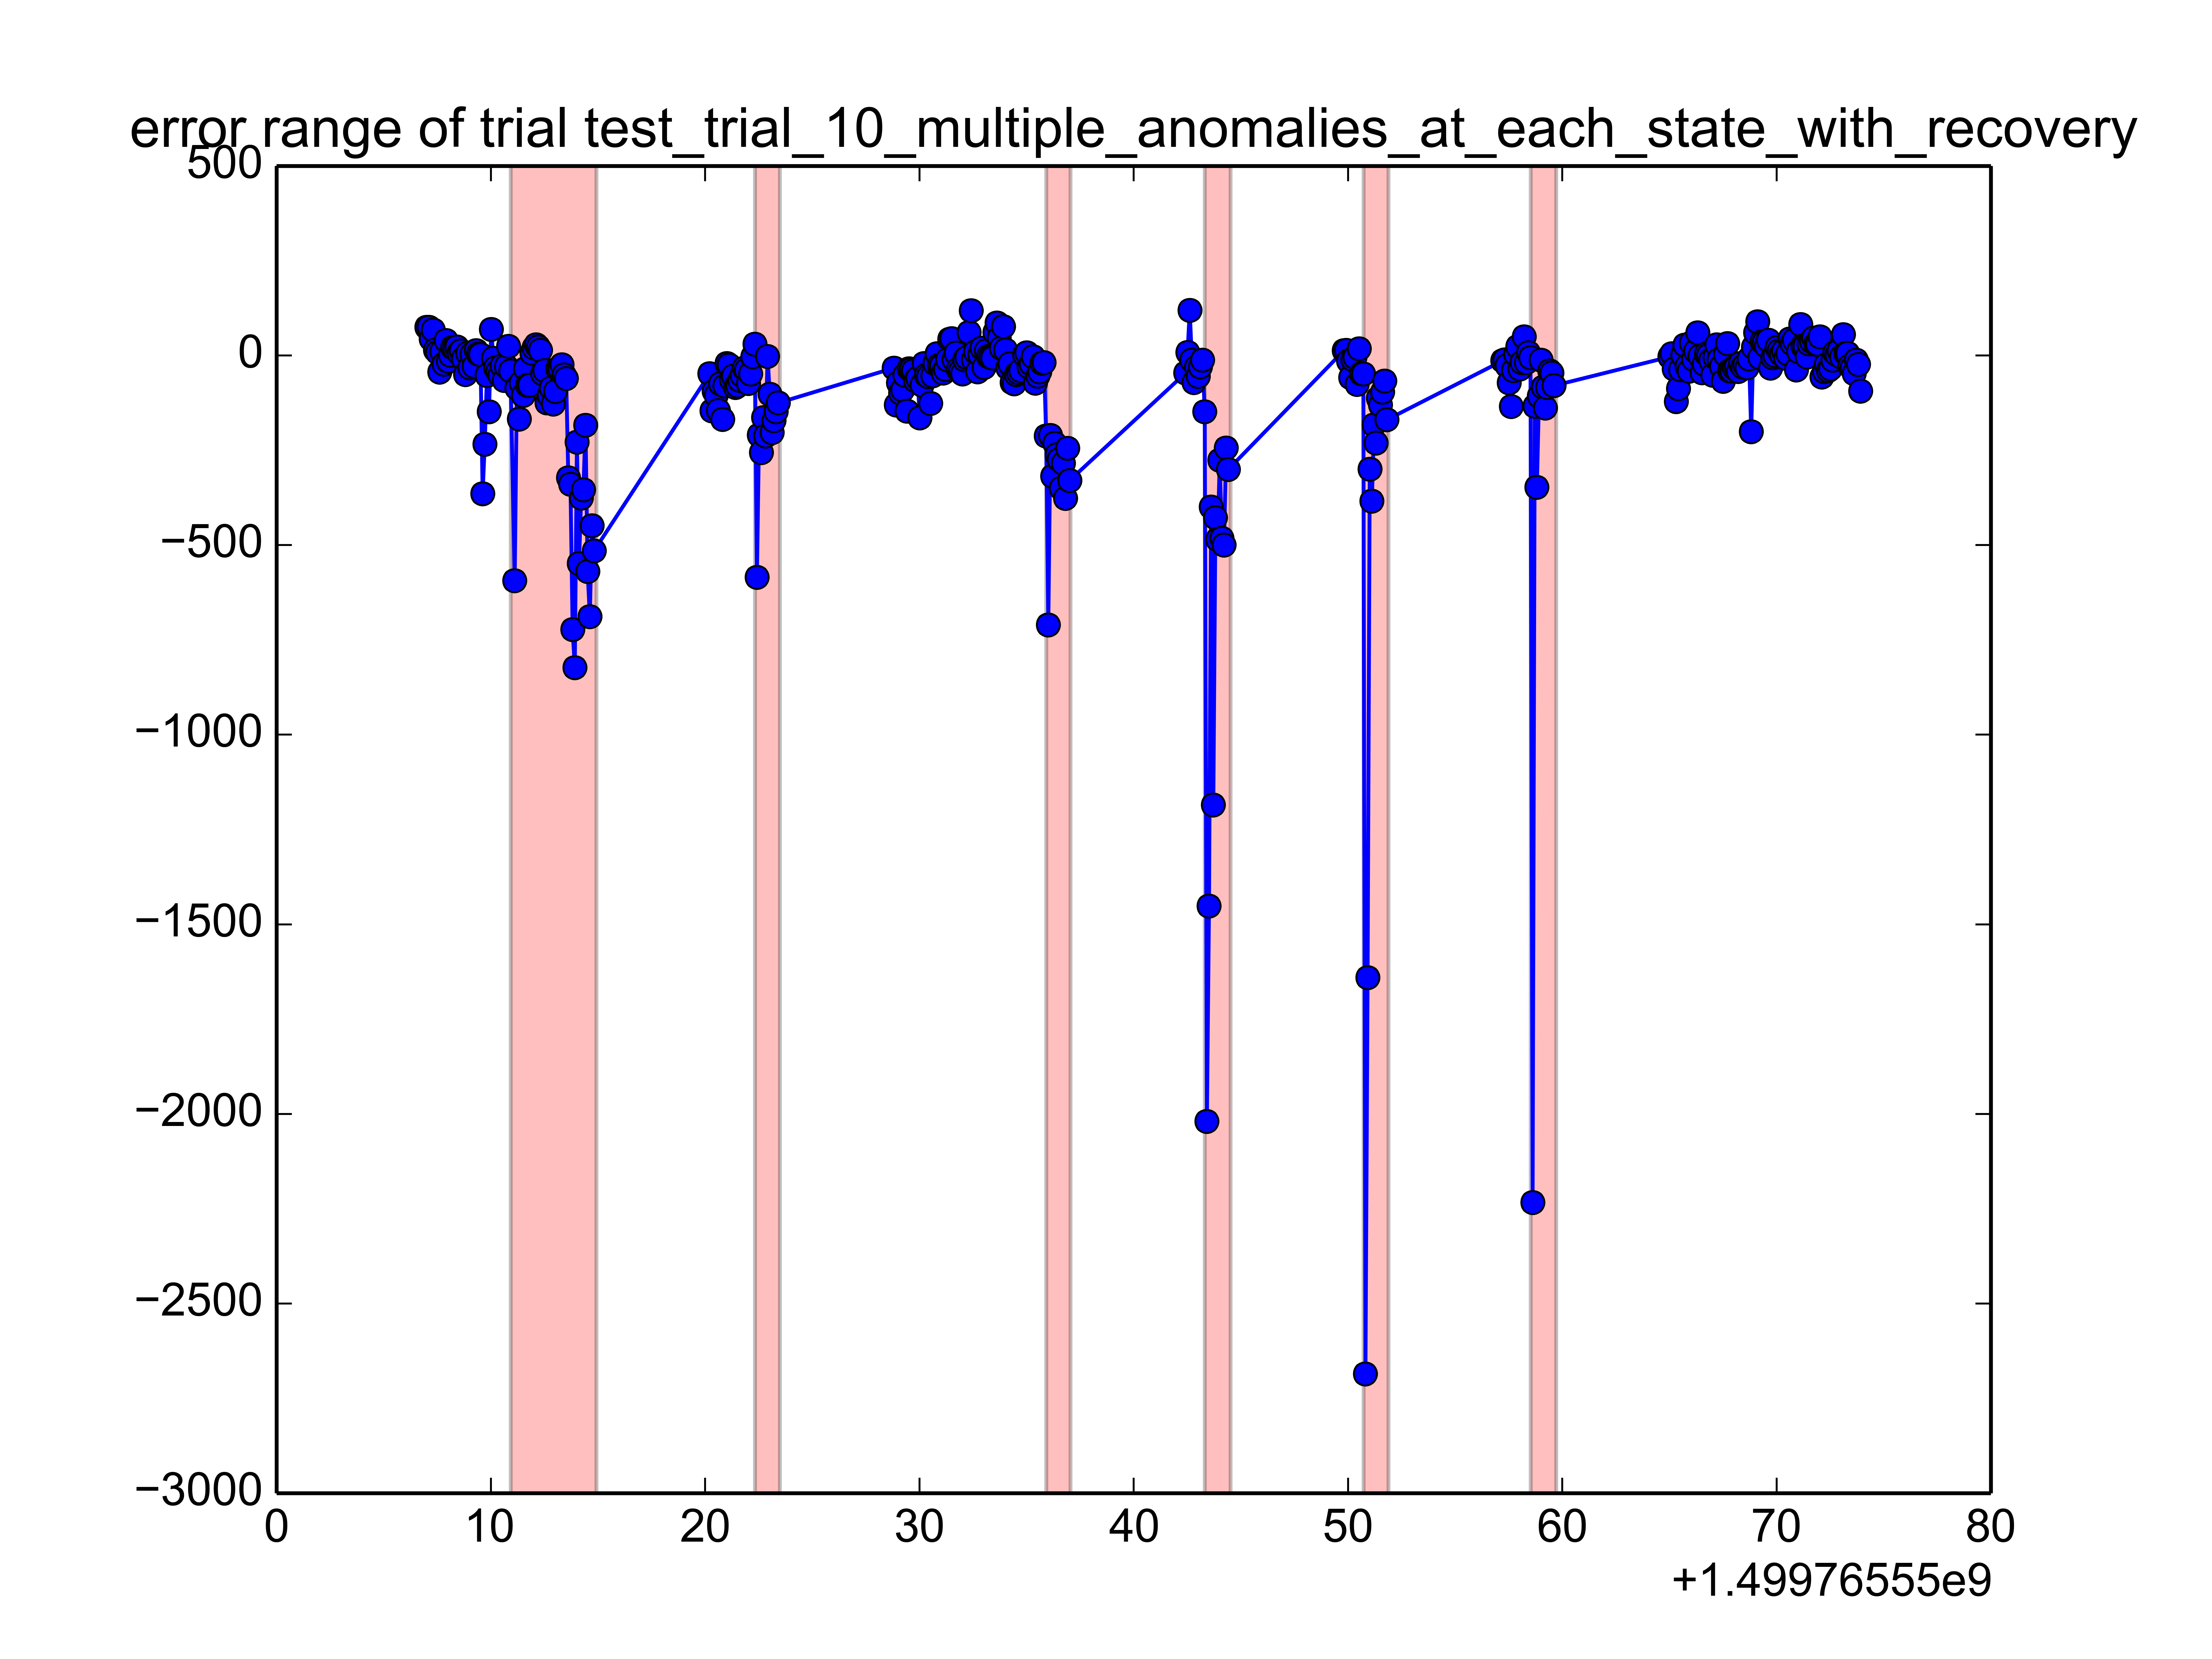 error range of trial test_trial_10_multiple_anomalies_at_each_state_with_recovery
500
0
−500
−1000
−1500
−2000
−2500
−3000
0 10 20 30 40 50 60 70 80
+1.49976555e9